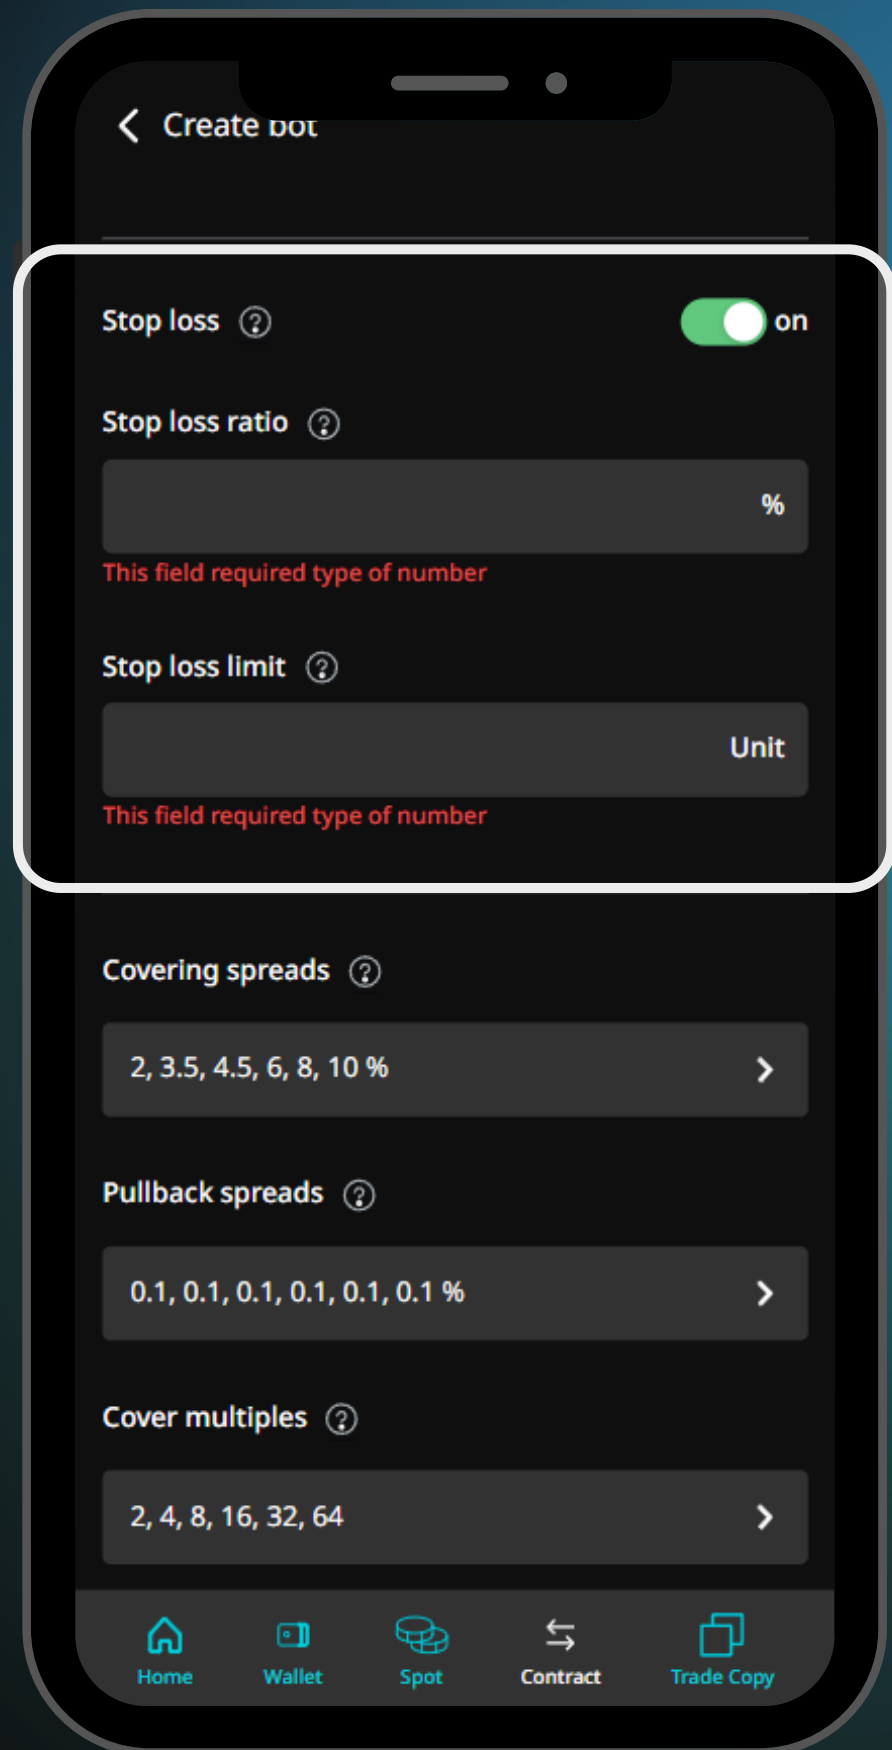 Create bot
Stop loss ?
on
Stop loss ratio ?
%
This field required type of number
Stop loss limit ?
Unit
This field required type of number
Covering spreads ?
2, 3.5, 4.5, 6, 8, 10 %
Pullback spreads ?
0.1, 0.1, 0.1, 0.1, 0.1, 0.1 %
Cover multiples ?
2, 4, 8, 16, 32, 64
Home
Wallet
Spot
Contract
Trade Copy